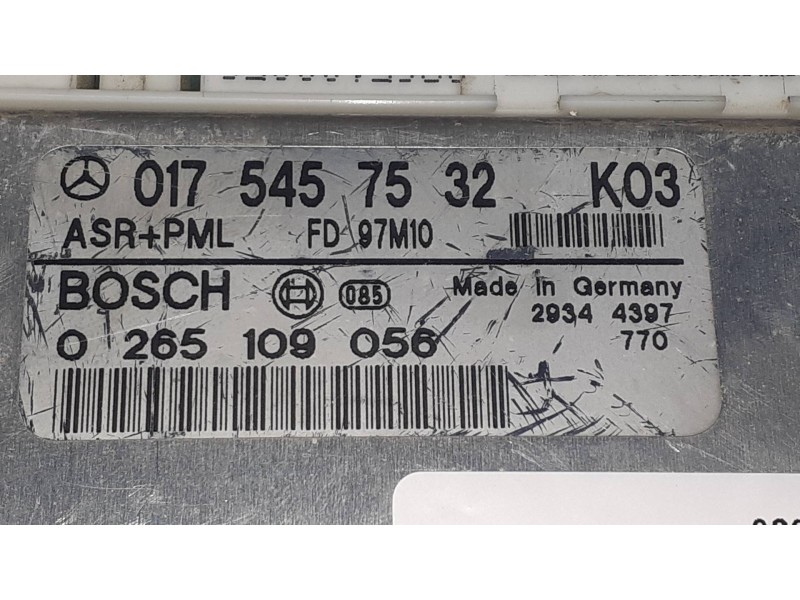 017 545 75 32 K03
ASR+PML FD 97M10
BOSCH 085 Made in Germany
2934 4397
0 265 109 056 770